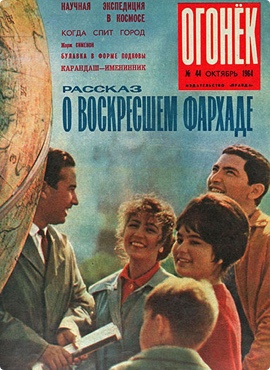 НАУЧНАЯ ЭКСПЕДИЦИЯ
В КОСМОСЕ
КОГДА СПИТ ГОРОД
Жорж СИМЕНОН
БУЛАВКА В ФОРМЕ ПОДКОВЫ
КАРАНДАШ—ИМЕНИННИК
ОГОНЁК
№ 44 ОКТЯБРЬ 1964
ИЗДАТЕЛЬСТВО «ПРАВДА»
РАССКАЗ
О ВОСКРЕСШЕМ ФАРХАДЕ